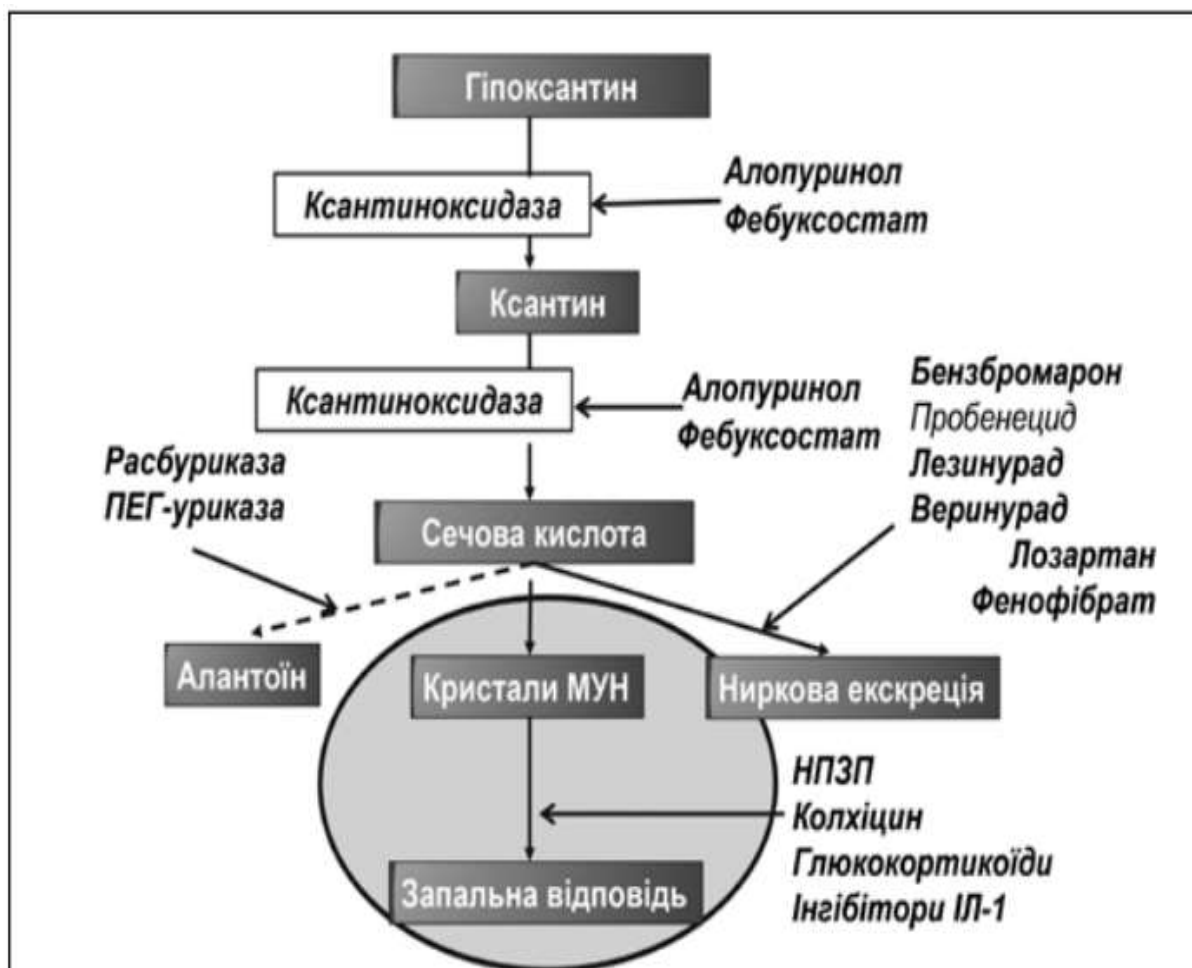 Гіпоксантин
Ксантиноксидаза
Алопуринол
Фебуксостат
Ксантин
Ксантиноксидаза
Алопуринол
Фебуксостат
Бензбромарон
Пробенецид
Лезинурад
Веринурад
Лозартан
Фенофібрат
Расбуриказа
ПЕГ-уриказа
Сечова кислота
Алантоїн
Кристали МУН
Ниркова екскреція
НПЗП
Колхіцин
Глюкокортикоїди
Інгібітори ІЛ-1
Запальна відповідь